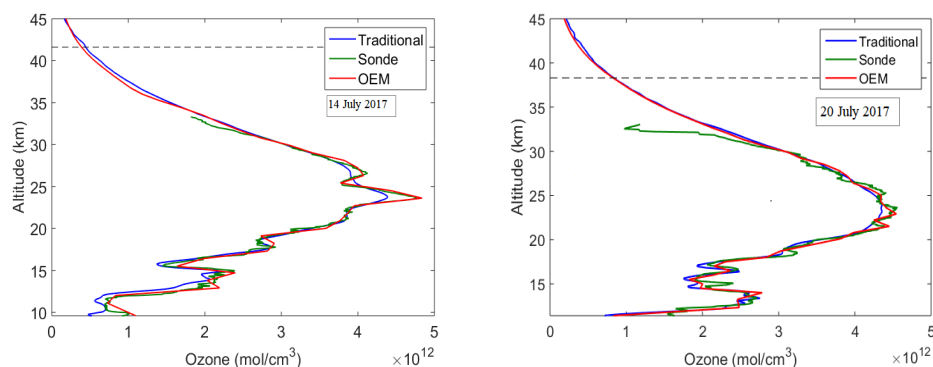 45
40
35
30
25
20
15
10
Altitude (km)
0
1
2
3
4
5
Ozone (mol/cm³)
×10¹²
Traditional
Sonde
OEM
14 July 2017
45
40
35
30
25
20
15
Altitude (km)
0
1
2
3
4
5
Ozone (mol/cm³)
×10¹²
Traditional
Sonde
OEM
20 July 2017